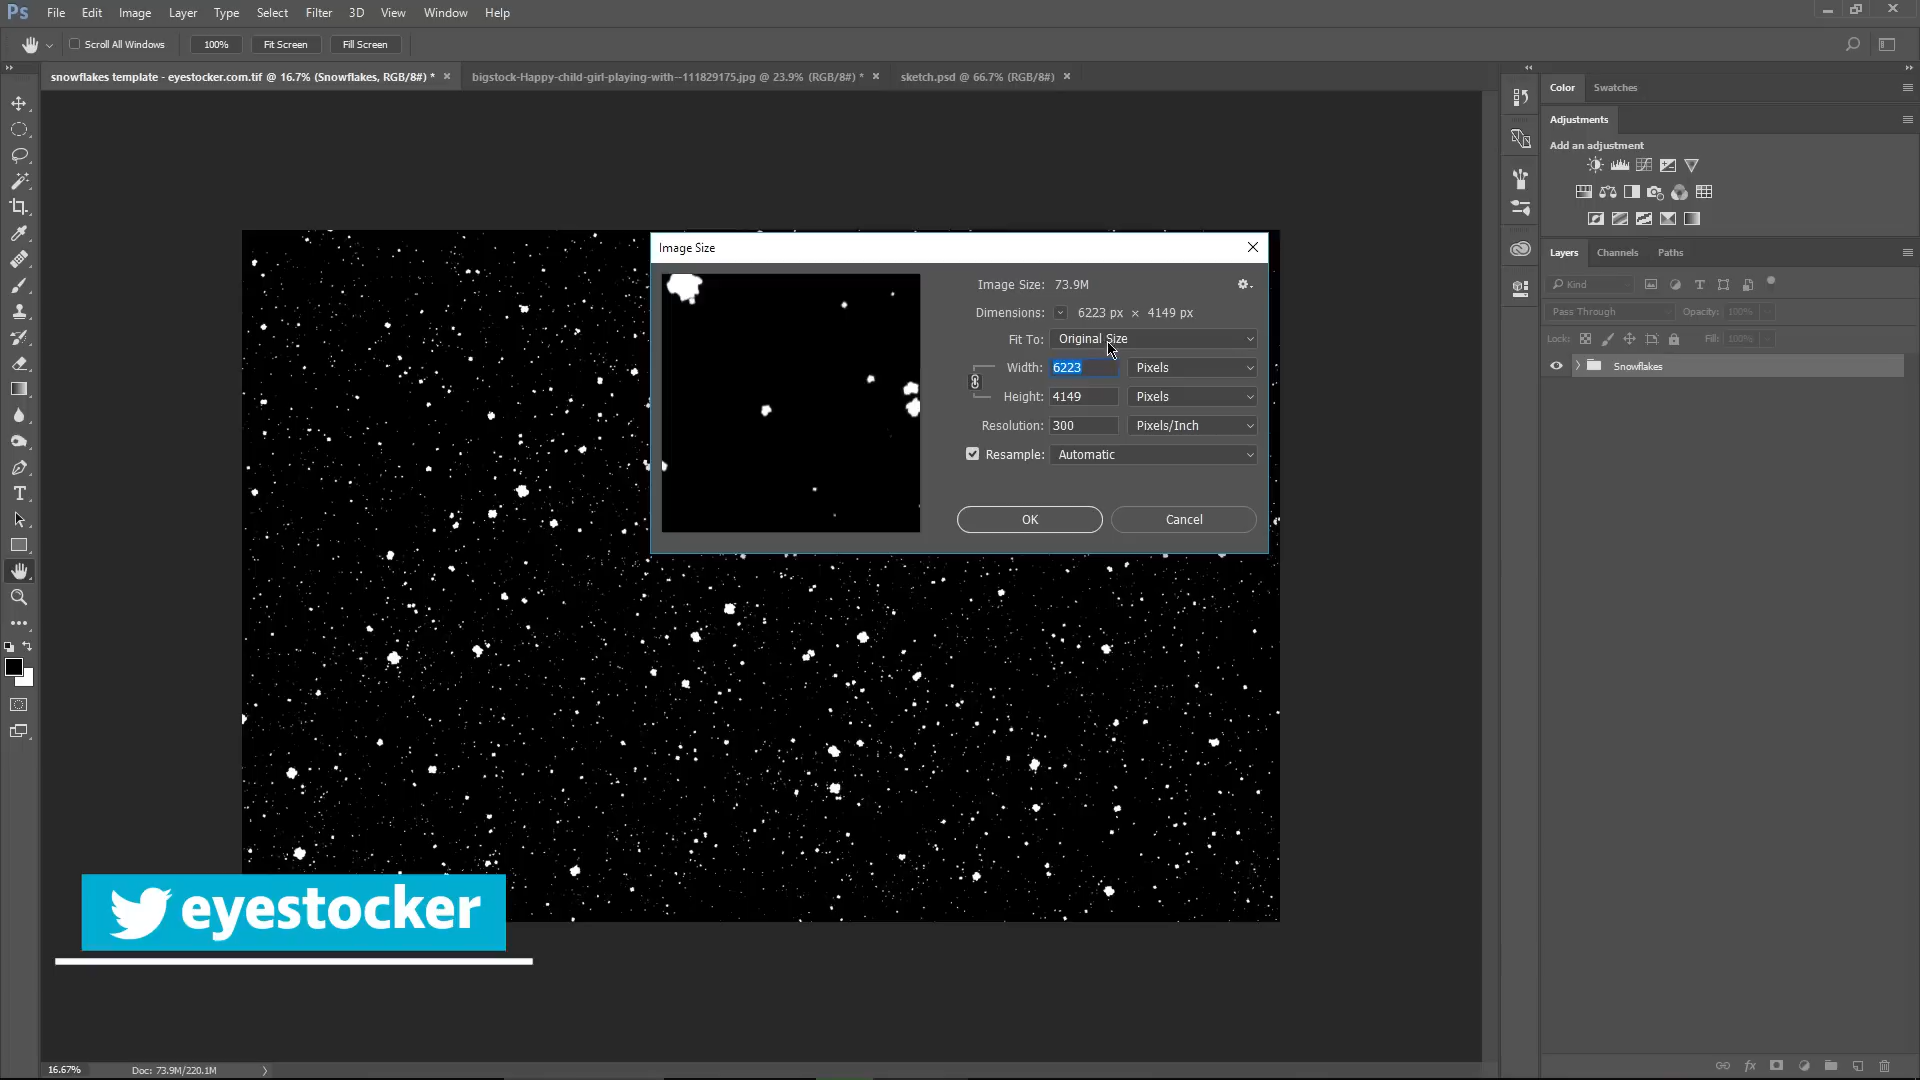 Ps File Edit Image Layer Type Select Filter 3D View Window Help
Scroll All Windows 100% Fit Screen Fill Screen
snowflakes template - eyestocker.com.tif @ 16.7% (Snowflakes, RGB/8#) * × bigstock-Happy-child-girl-playing-with--111829175.jpg @ 23.9% (RGB/8#) * × sketch.psd @ 66.7% (RGB/8#) ×
Color Swatches
Adjustments
Add an adjustment
Layers Channels Paths
Kind
Pass Through Opacity: 100%
Lock: Fill: 100%
Snowflakes
Image Size
Image Size: 73.9M
Dimensions: 6223 px × 4149 px
Fit To: Original Size
Width: 6223 Pixels
Height: 4149 Pixels
Resolution: 300 Pixels/Inch
Resample: Automatic
OK Cancel
eyestocker
16.67% Doc: 73.9M/220.1M